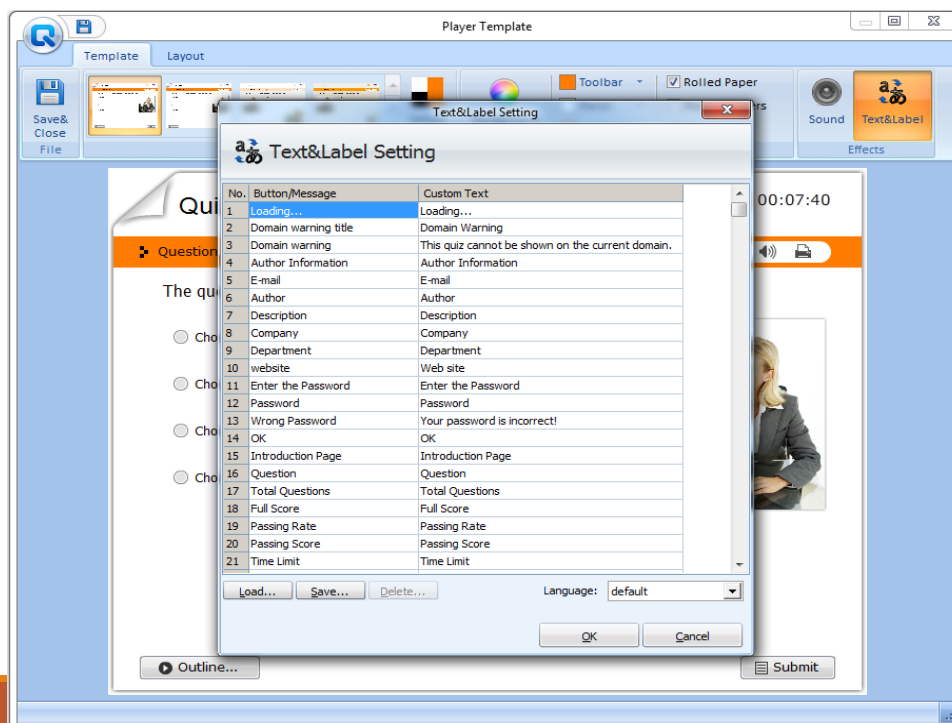 Player Template
Template Layout
Toolbar
Rolled Paper
Save&
Close
Sound
Text&Label
File
Effects
Text&Label Setting
Text&Label Setting
No. Button/Message Custom Text
1 Loading... Loading...
2 Domain warning title Domain Warning
3 Domain warning This quiz cannot be shown on the current domain.
4 Author Information Author Information
5 E-mail E-mail
6 Author Author
7 Description Description
8 Company Company
9 Department Department
10 website Web site
11 Enter the Password Enter the Password
12 Password Password
13 Wrong Password Your password is incorrect!
14 OK OK
15 Introduction Page Introduction Page
16 Question Question
17 Total Questions Total Questions
18 Full Score Full Score
19 Passing Rate Passing Rate
20 Passing Score Passing Score
21 Time Limit Time Limit
Load... Save... Delete... Language: default
OK Cancel
Qui
00:07:40
Question
The qu
Cho
Cho
Cho
Cho
Outline... Submit